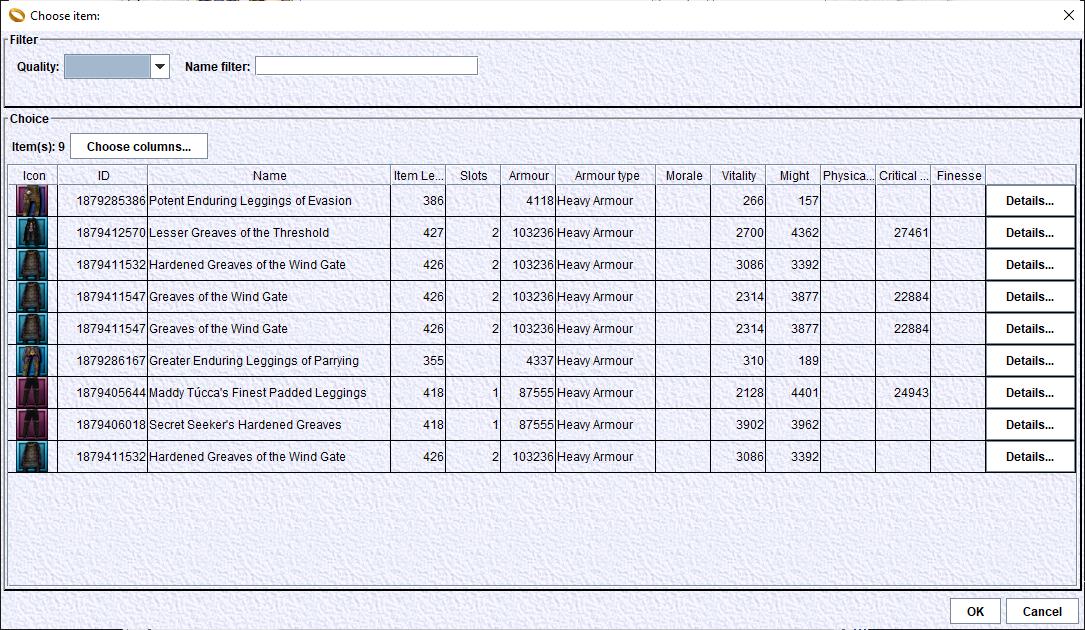 Choose item:
Filter
Quality: Name filter:
Choice
Item(s): 9 Choose columns...
Icon ID Name Item Le... Slots Armour Armour type Morale Vitality Might Physica... Critical ... Finesse
1879285386 Potent Enduring Leggings of Evasion 386 4118 Heavy Armour 266 157 Details...
1879412570 Lesser Greaves of the Threshold 427 2 103236 Heavy Armour 2700 4362 27461 Details...
1879411532 Hardened Greaves of the Wind Gate 426 2 103236 Heavy Armour 3086 3392 Details...
1879411547 Greaves of the Wind Gate 426 2 103236 Heavy Armour 2314 3877 22884 Details...
1879411547 Greaves of the Wind Gate 426 2 103236 Heavy Armour 2314 3877 22884 Details...
1879286167 Greater Enduring Leggings of Parrying 355 4337 Heavy Armour 310 189 Details...
1879405644 Maddy Túcca's Finest Padded Leggings 418 1 87555 Heavy Armour 2128 4401 24943 Details...
1879406018 Secret Seeker's Hardened Greaves 418 1 87555 Heavy Armour 3902 3962 Details...
1879411532 Hardened Greaves of the Wind Gate 426 2 103236 Heavy Armour 3086 3392 Details...
OK Cancel